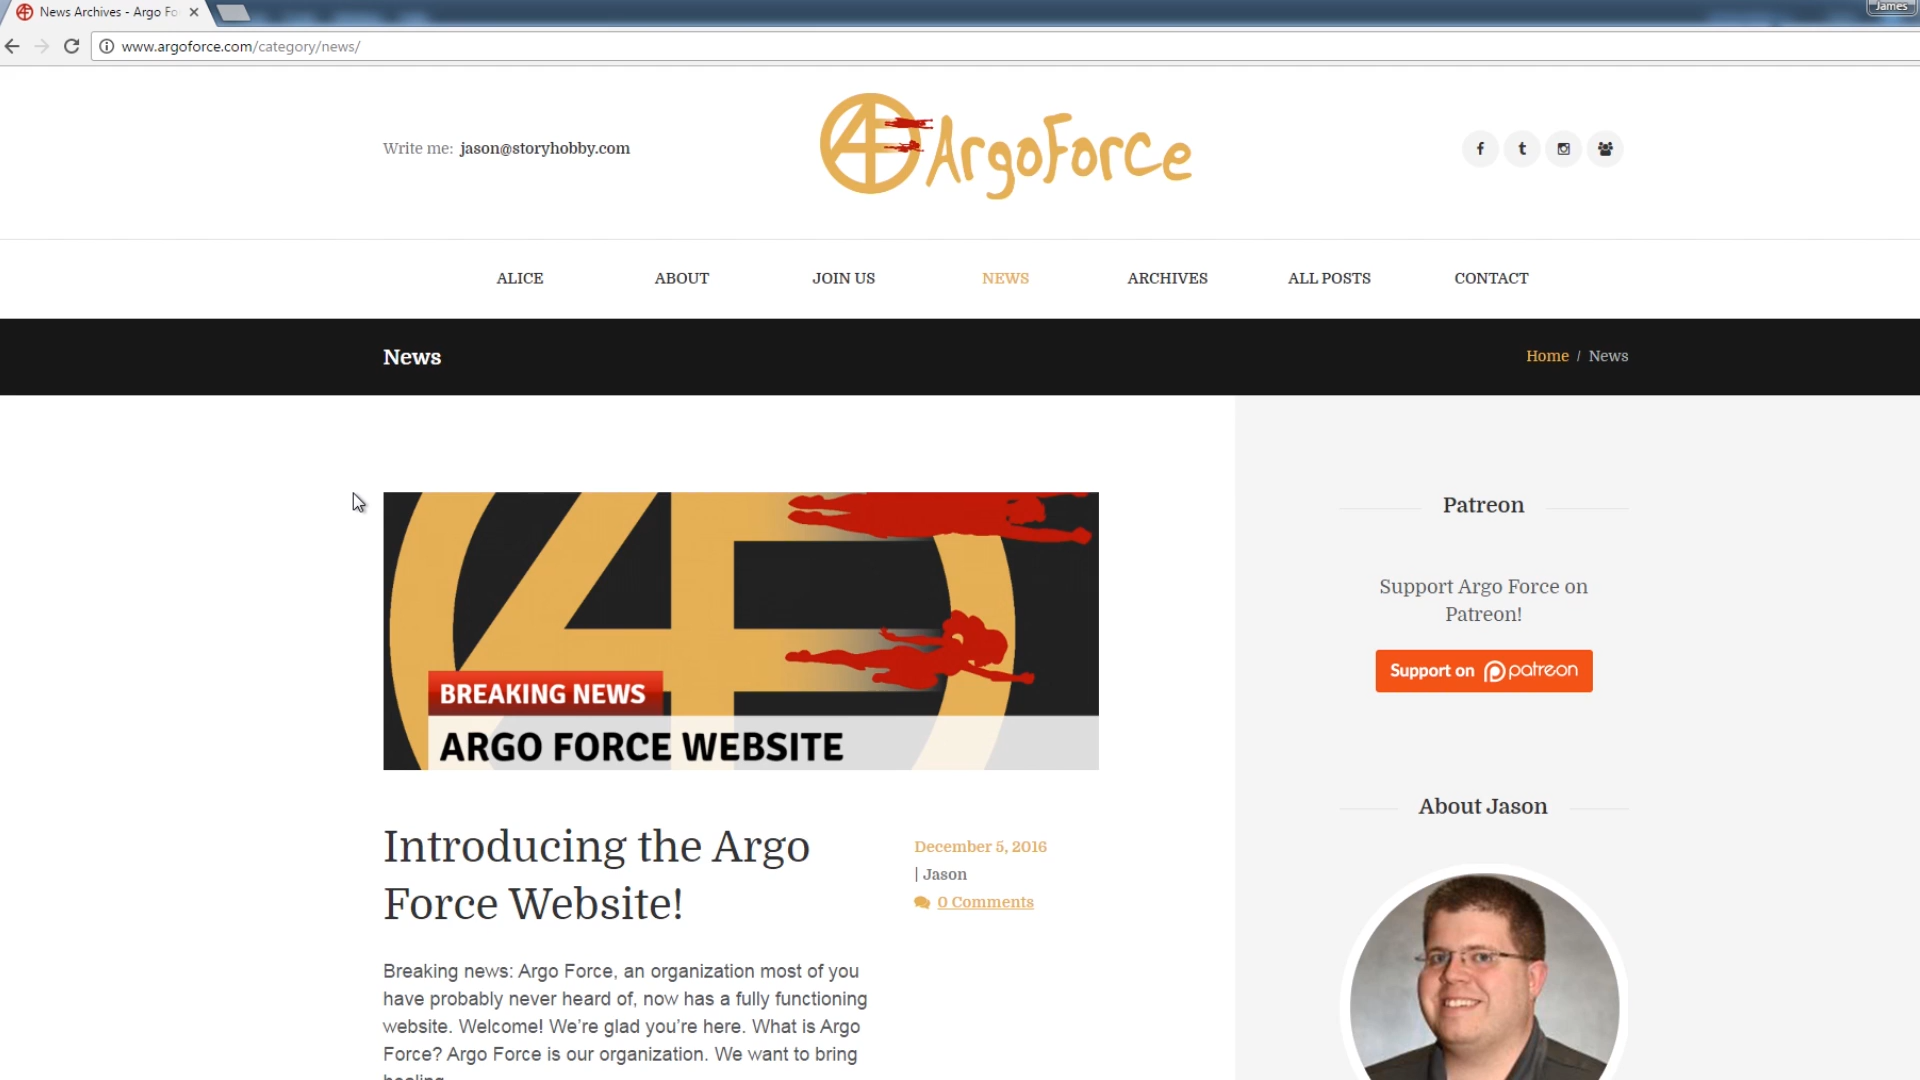 News Archives - Argo Fo
James
www.argoforce.com/category/news/
Write me: jason@storyhobby.com
ArgoForce
ALICE
ABOUT
JOIN US
NEWS
ARCHIVES
ALL POSTS
CONTACT
News
Home / News
BREAKING NEWS
ARGO FORCE WEBSITE
Introducing the Argo
Force Website!
December 5, 2016
| Jason
0 Comments
Breaking news: Argo Force, an organization most of you
have probably never heard of, now has a fully functioning
website. Welcome! We're glad you're here. What is Argo
Force? Argo Force is our organization. We want to bring
Patreon
Support Argo Force on
Patreon!
Support on patreon
About Jason